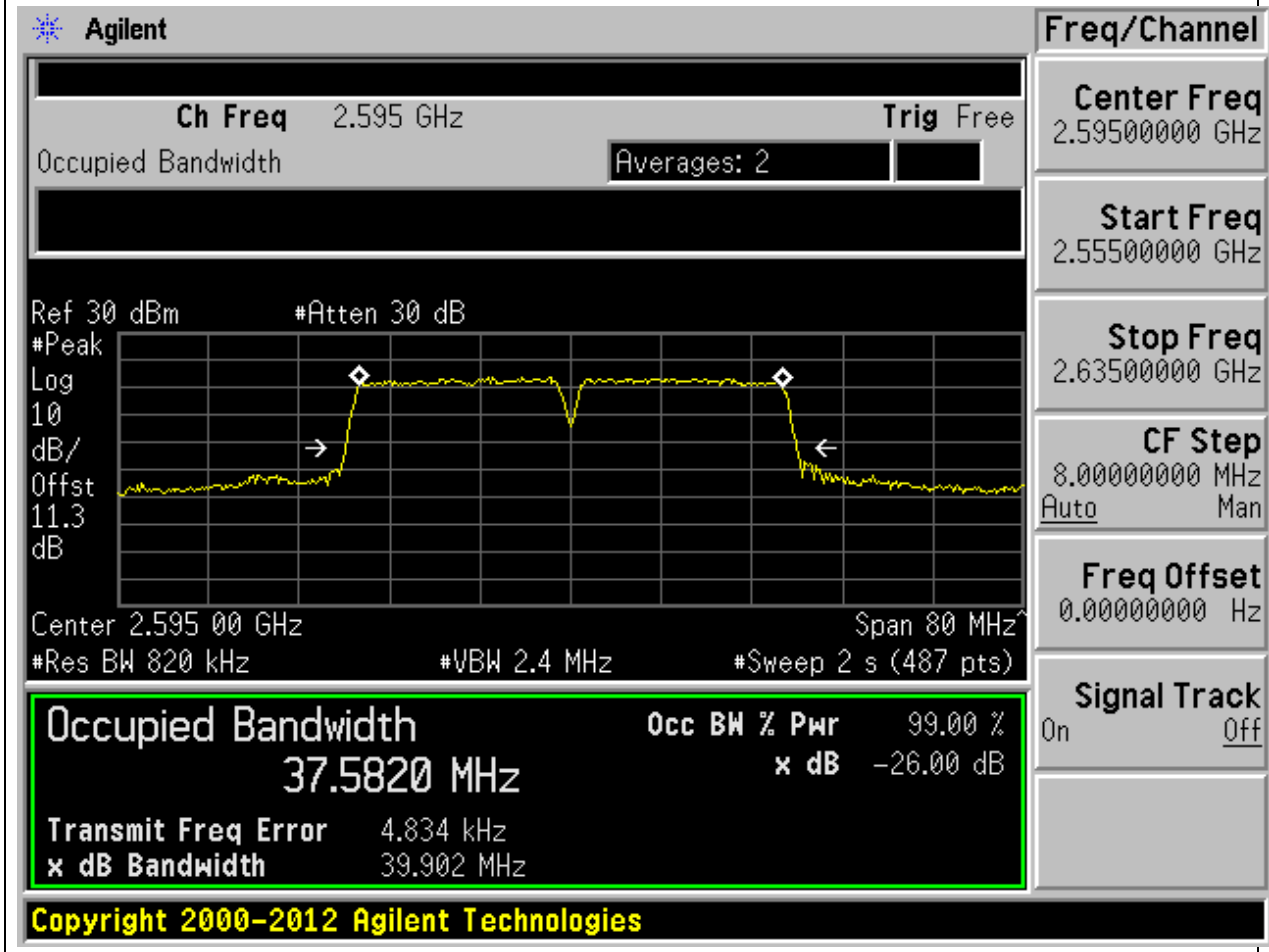 Agilent
Freq/Channel
Ch Freq 2.595 GHz Trig Free
Occupied Bandwidth Averages: 2
Center Freq
2.59500000 GHz
Start Freq
2.55500000 GHz
Stop Freq
2.63500000 GHz
CF Step
8.00000000 MHz
Auto Man
Freq Offset
0.00000000 Hz
Signal Track
On Off
Ref 30 dBm #Atten 30 dB
#Peak
Log
10
dB/
Offst
11.3
dB
Center 2.595 00 GHz Span 80 MHz^
#Res BW 820 kHz #VBW 2.4 MHz #Sweep 2 s (487 pts)
Occupied Bandwidth Occ BW % Pwr 99.00 %
37.5820 MHz x dB -26.00 dB
Transmit Freq Error 4.834 kHz
x dB Bandwidth 39.902 MHz
Copyright 2000-2012 Agilent Technologies